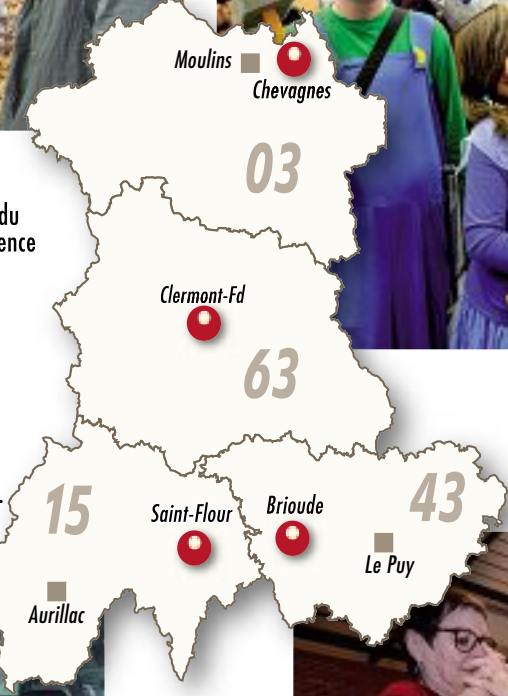 Moulins
Chevagnes
03
du
ence
Clermont-Fd
63
15
Saint-Flour
Brioude
43
Le Puy
Aurillac